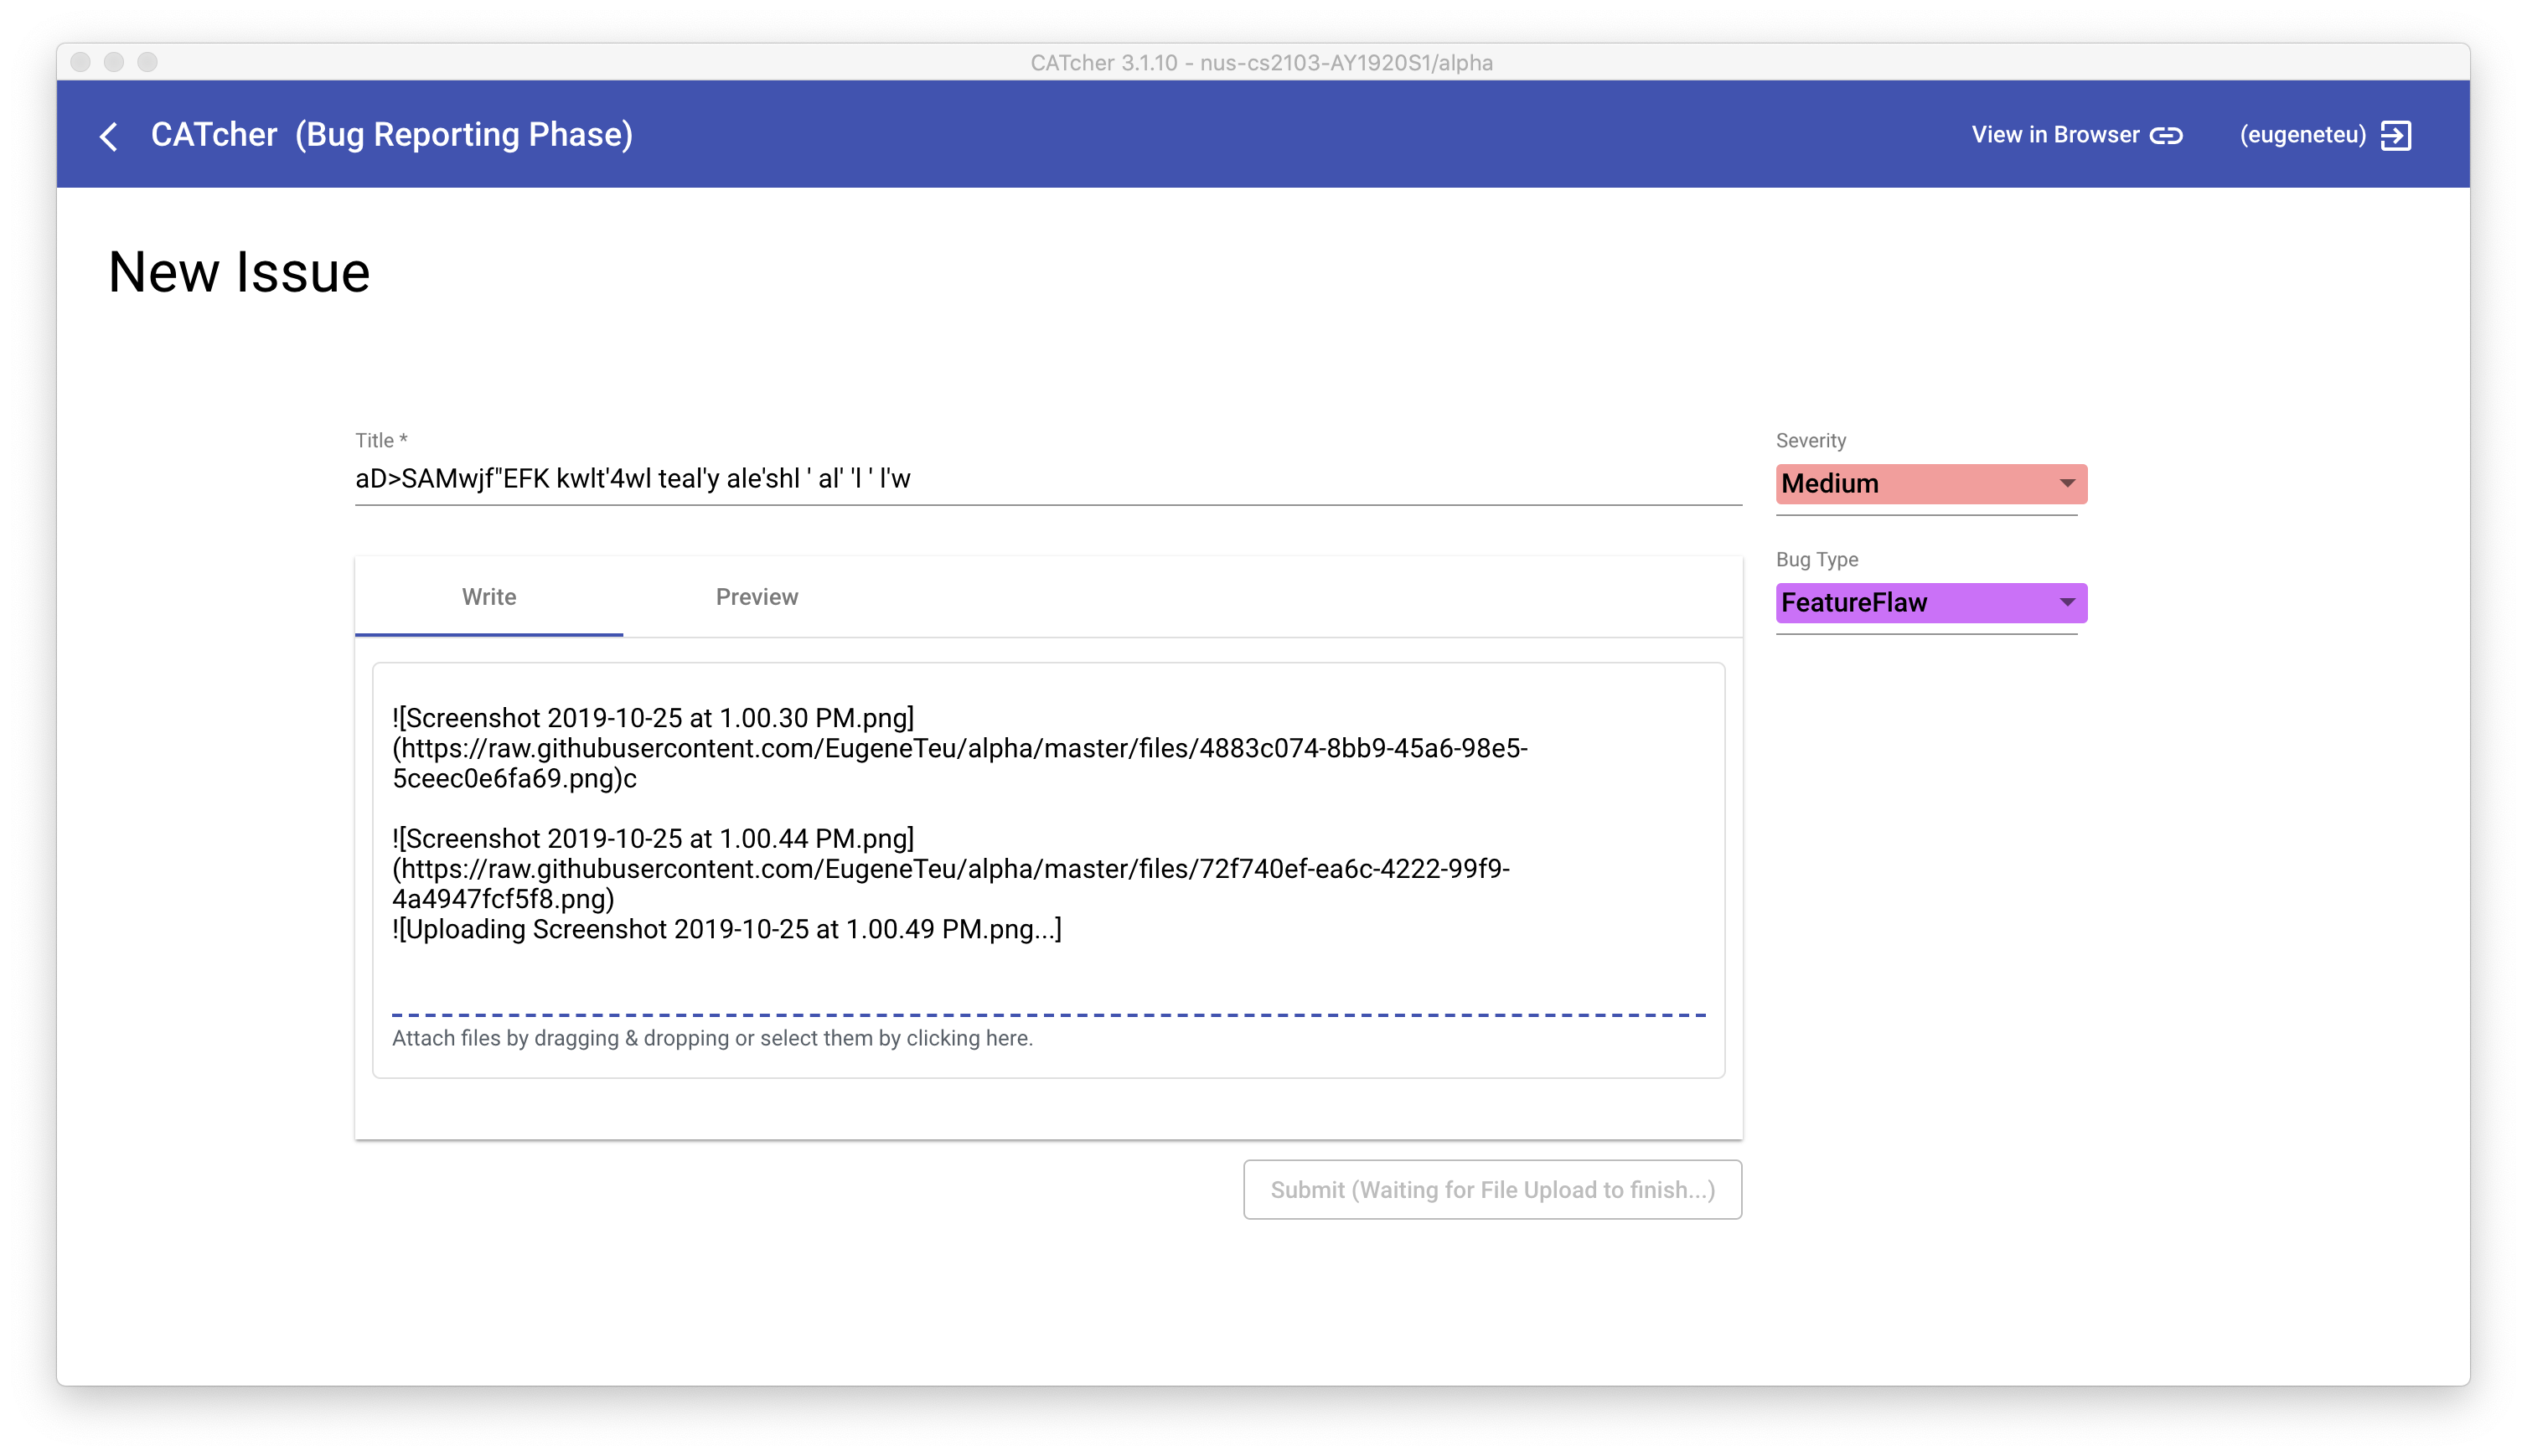 CATcher 3.1.10 - nus-cs2103-AY1920S1/alpha
CATcher (Bug Reporting Phase)
View in Browser
(eugeneteu)
New Issue
Title *
aD>SAMwjf"EFK kwlt'4wl teal'y ale'shl ' al' 'l ' l'w
Severity
Medium
Bug Type
FeatureFlaw
Write
Preview
![Screenshot 2019-10-25 at 1.00.30 PM.png]
(https://raw.githubusercontent.com/EugeneTeu/alpha/master/files/4883c074-8bb9-45a6-98e5-
5ceec0e6fa69.png)c
![Screenshot 2019-10-25 at 1.00.44 PM.png]
(https://raw.githubusercontent.com/EugeneTeu/alpha/master/files/72f740ef-ea6c-4222-99f9-
4a4947fcf5f8.png)
![Uploading Screenshot 2019-10-25 at 1.00.49 PM.png...]
Attach files by dragging & dropping or select them by clicking here.
Submit (Waiting for File Upload to finish...)